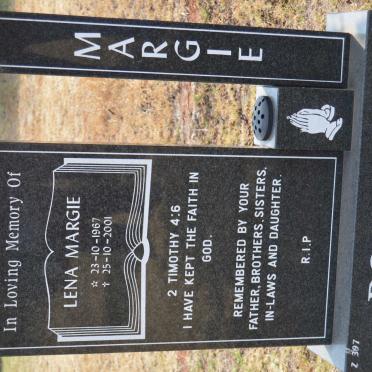 MARGIE
In Loving Memory Of
LENA MARGIE
☆ 23-10-1967
† 25-10-2001
2 TIMOTHY 4:6
I HAVE KEPT THE FAITH IN
GOD.
REMEMBERED BY YOUR
FATHER, BROTHERS, SISTERS,
IN-LAWS AND DAUGHTER.
R.I.P
Z 397